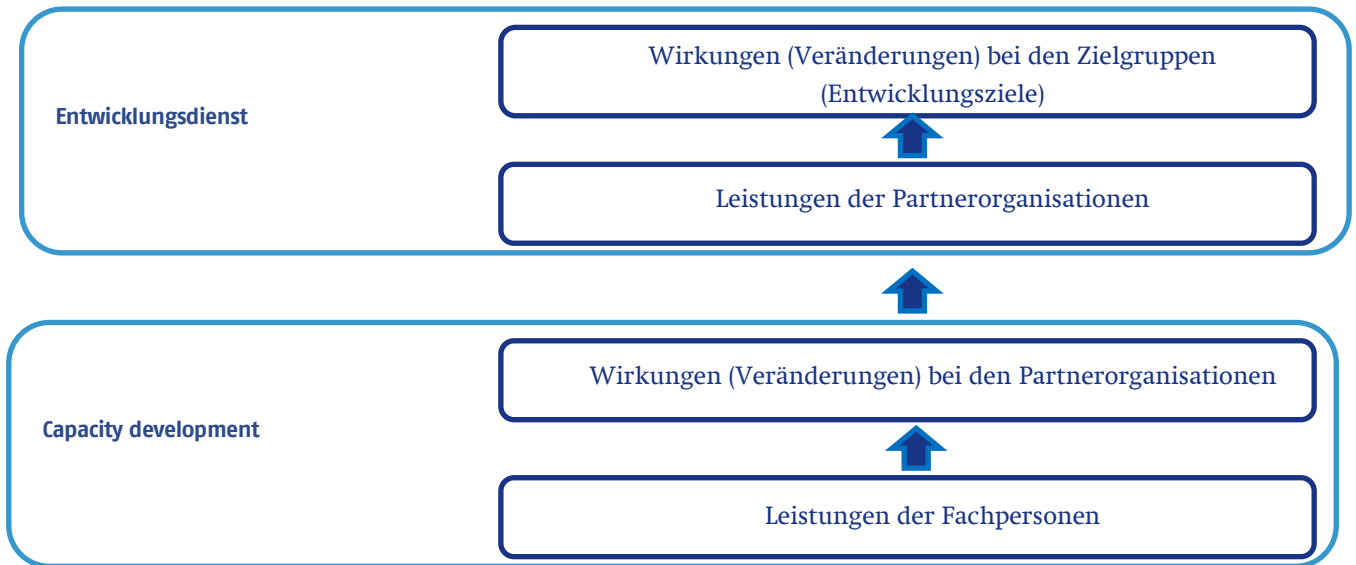 Wirkungen (Veränderungen) bei den Zielgruppen
(Entwicklungsziele)
Entwicklungsdienst
Leistungen der Partnerorganisationen
Wirkungen (Veränderungen) bei den Partnerorganisationen
Capacity development
Leistungen der Fachpersonen